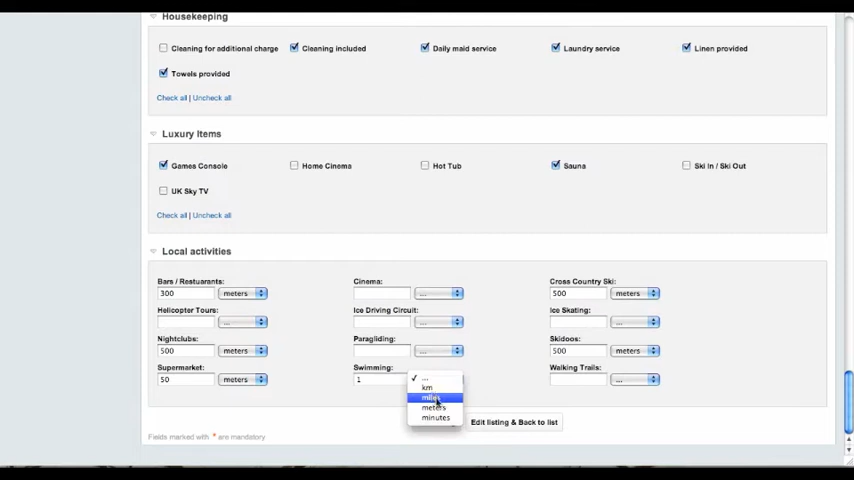 Housekeeping
Cleaning for additional charge Cleaning included Daily maid service Laundry service Linen provided
Towels provided
Check all | Uncheck all
Luxury Items
Games Console Home Cinema Hot Tub Sauna Ski In / Ski Out
UK Sky TV
Check all | Uncheck all
Local activities
Bars / Restuarants: Cinema: Cross Country Ski:
300 meters ... 500 meters
Helicopter Tours: Ice Driving Circuit: Ice Skating:
... ... ...
Nightclubs: Paragliding: Skidoos:
500 meters ... 500 meters
Supermarket: Swimming: Walking Trails:
50 meters 1 ... ...
km
miles
meters
minutes
Edit listing & Back to list
Fields marked with * are mandatory